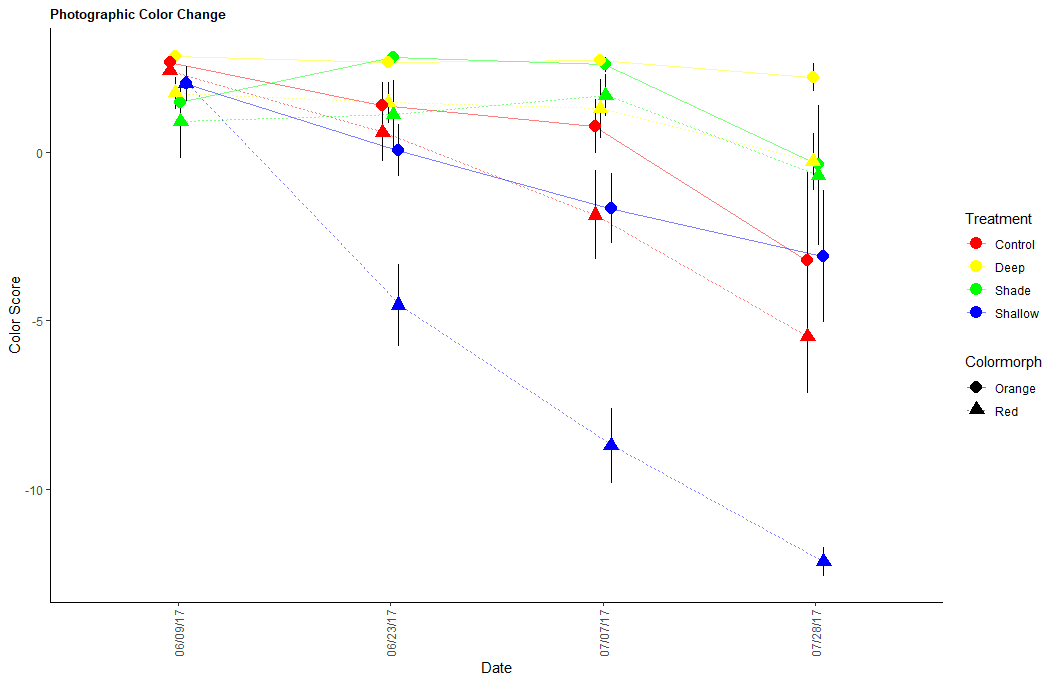 Photographic Color Change
Color Score
0
-5
-10
06/09/17
06/23/17
07/07/17
07/28/17
Date
Treatment
Control
Deep
Shade
Shallow
Colormorph
Orange
Red